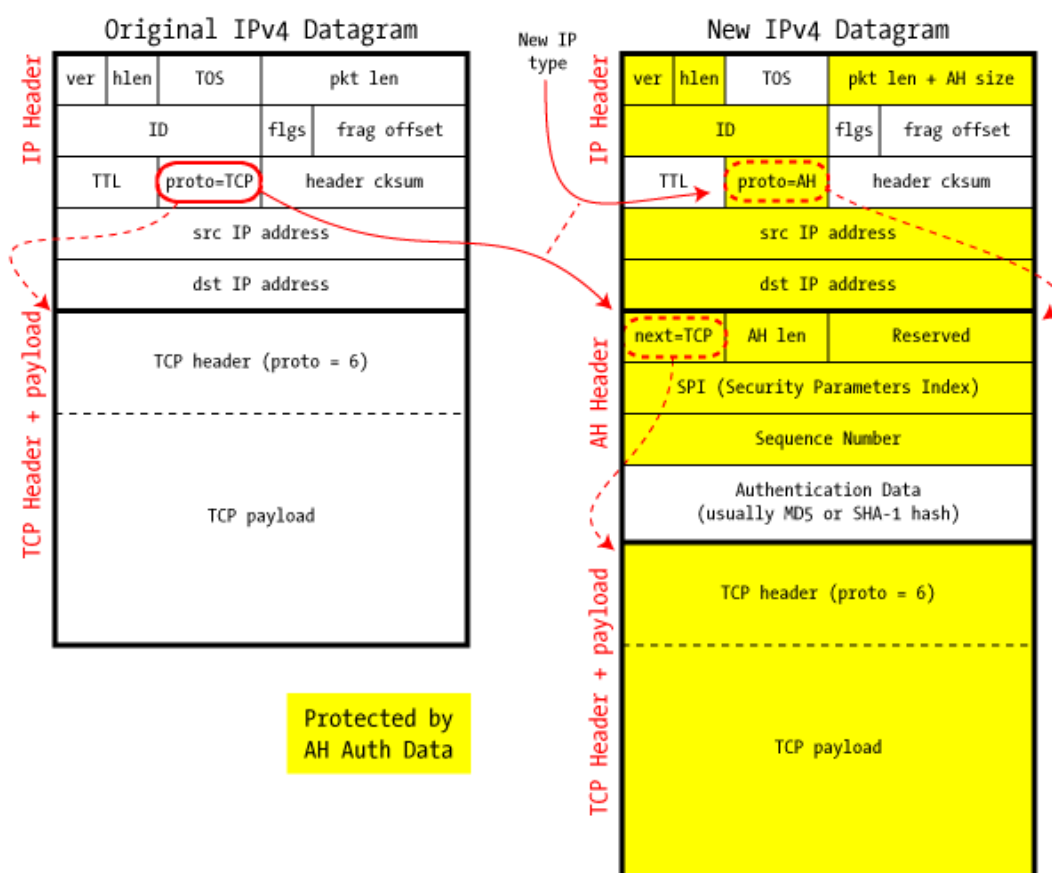 Original IPv4 Datagram
IP Header
ver hlen TOS pkt len
ID flgs frag offset
TTL proto=TCP header cksum
src IP address
dst IP address
TCP Header + payload
TCP header (proto = 6)
TCP payload
Protected by
AH Auth Data
New IP
type
New IPv4 Datagram
IP Header
ver hlen TOS pkt len + AH size
ID flgs frag offset
TTL proto=AH header cksum
src IP address
dst IP address
AH Header
next=TCP AH len Reserved
SPI (Security Parameters Index)
Sequence Number
Authentication Data
(usually MD5 or SHA-1 hash)
TCP Header + payload
TCP header (proto = 6)
TCP payload